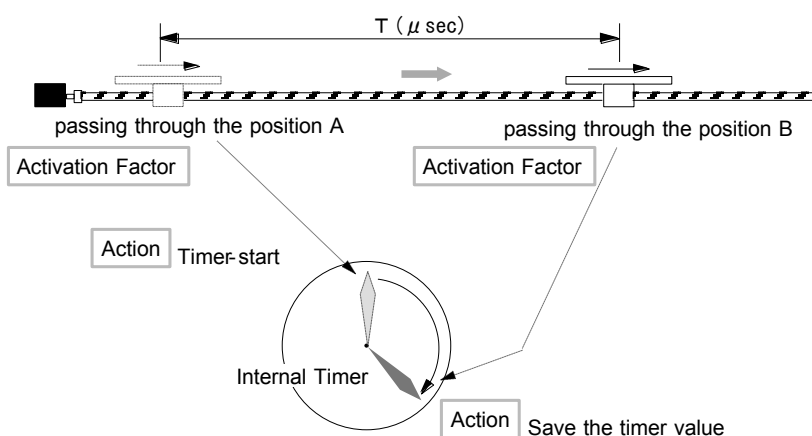 T (μsec)
passing through the position A
passing through the position B
Activation Factor
Activation Factor
Action Timer-start
Internal Timer
Action Save the timer value